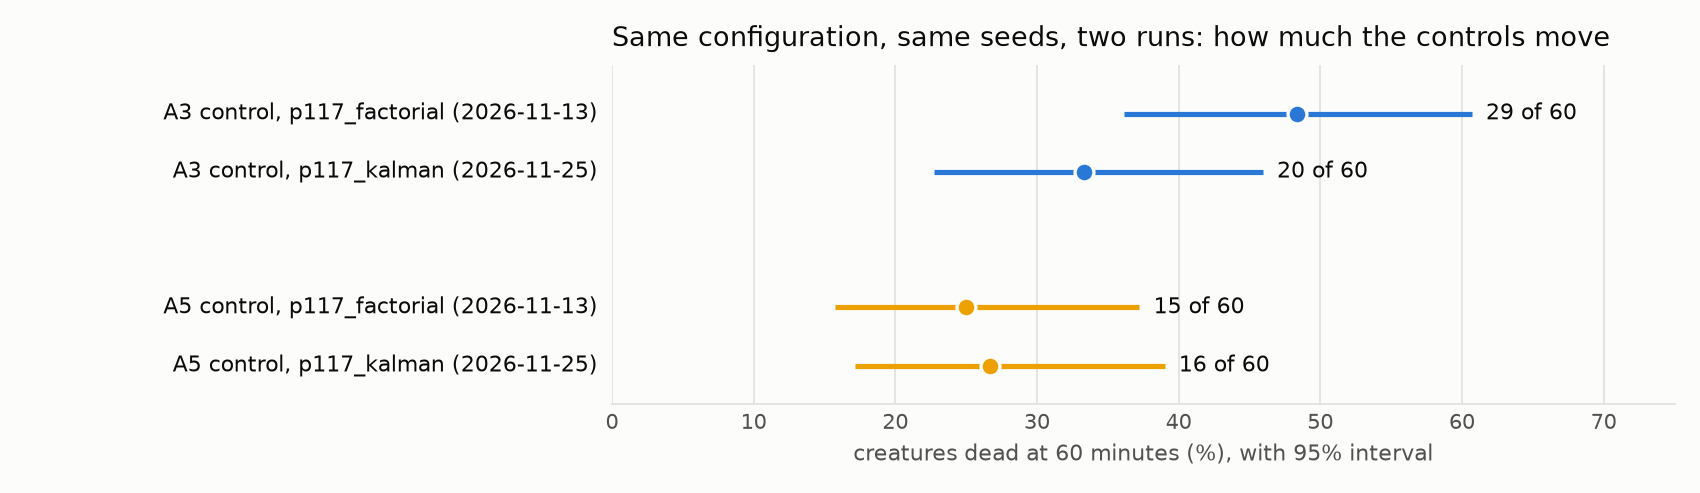 Same configuration, same seeds, two runs: how much the controls move
A3 control, p117_factorial (2026-11-13)
29 of 60
A3 control, p117_kalman (2026-11-25)
20 of 60
A5 control, p117_factorial (2026-11-13)
15 of 60
A5 control, p117_kalman (2026-11-25)
16 of 60
0 10 20 30 40 50 60 70
creatures dead at 60 minutes (%), with 95% interval